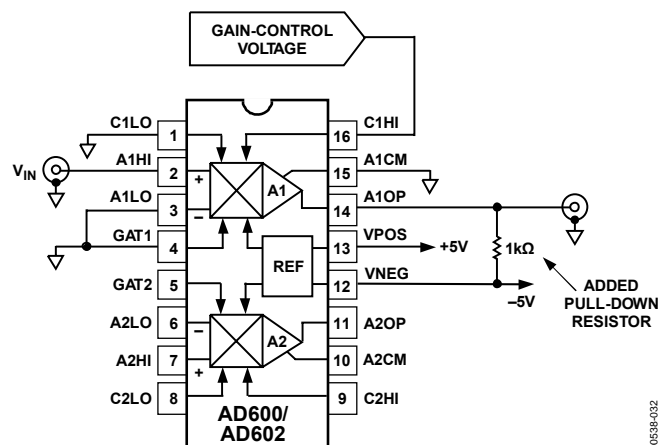 GAIN-CONTROL
VOLTAGE
C1LO
1
16
C1HI
VIN
A1HI
2
+
A1
15
A1CM
A1LO
3
–
14
A1OP
GAT1
4
REF
13
VPOS
+5V
1kΩ
GAT2
5
12
VNEG
–5V
ADDED
PULL-DOWN
RESISTOR
A2LO
6
–
A2
11
A2OP
A2HI
7
+
10
A2CM
C2LO
8
9
C2HI
AD600/
AD602
0538-032